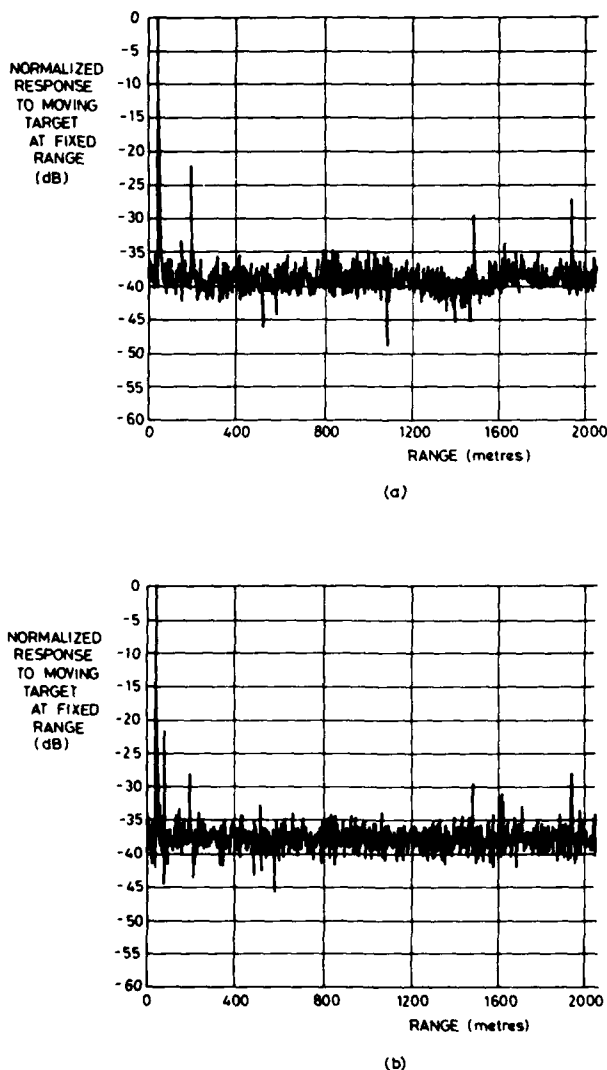 NORMALIZED
RESPONSE
TO MOVING
TARGET
AT FIXED
RANGE
(dB)
0
-5
-10
-15
-20
-25
-30
-35
-40
-45
-50
-55
-60
0 400 800 1200 1600 2000
RANGE (metres)
(a)
NORMALIZED
RESPONSE
TO MOVING
TARGET
AT FIXED
RANGE
(dB)
0
-5
-10
-15
-20
-25
-30
-35
-40
-45
-50
-55
-60
0 400 800 1200 1600 2000
RANGE (metres)
(b)